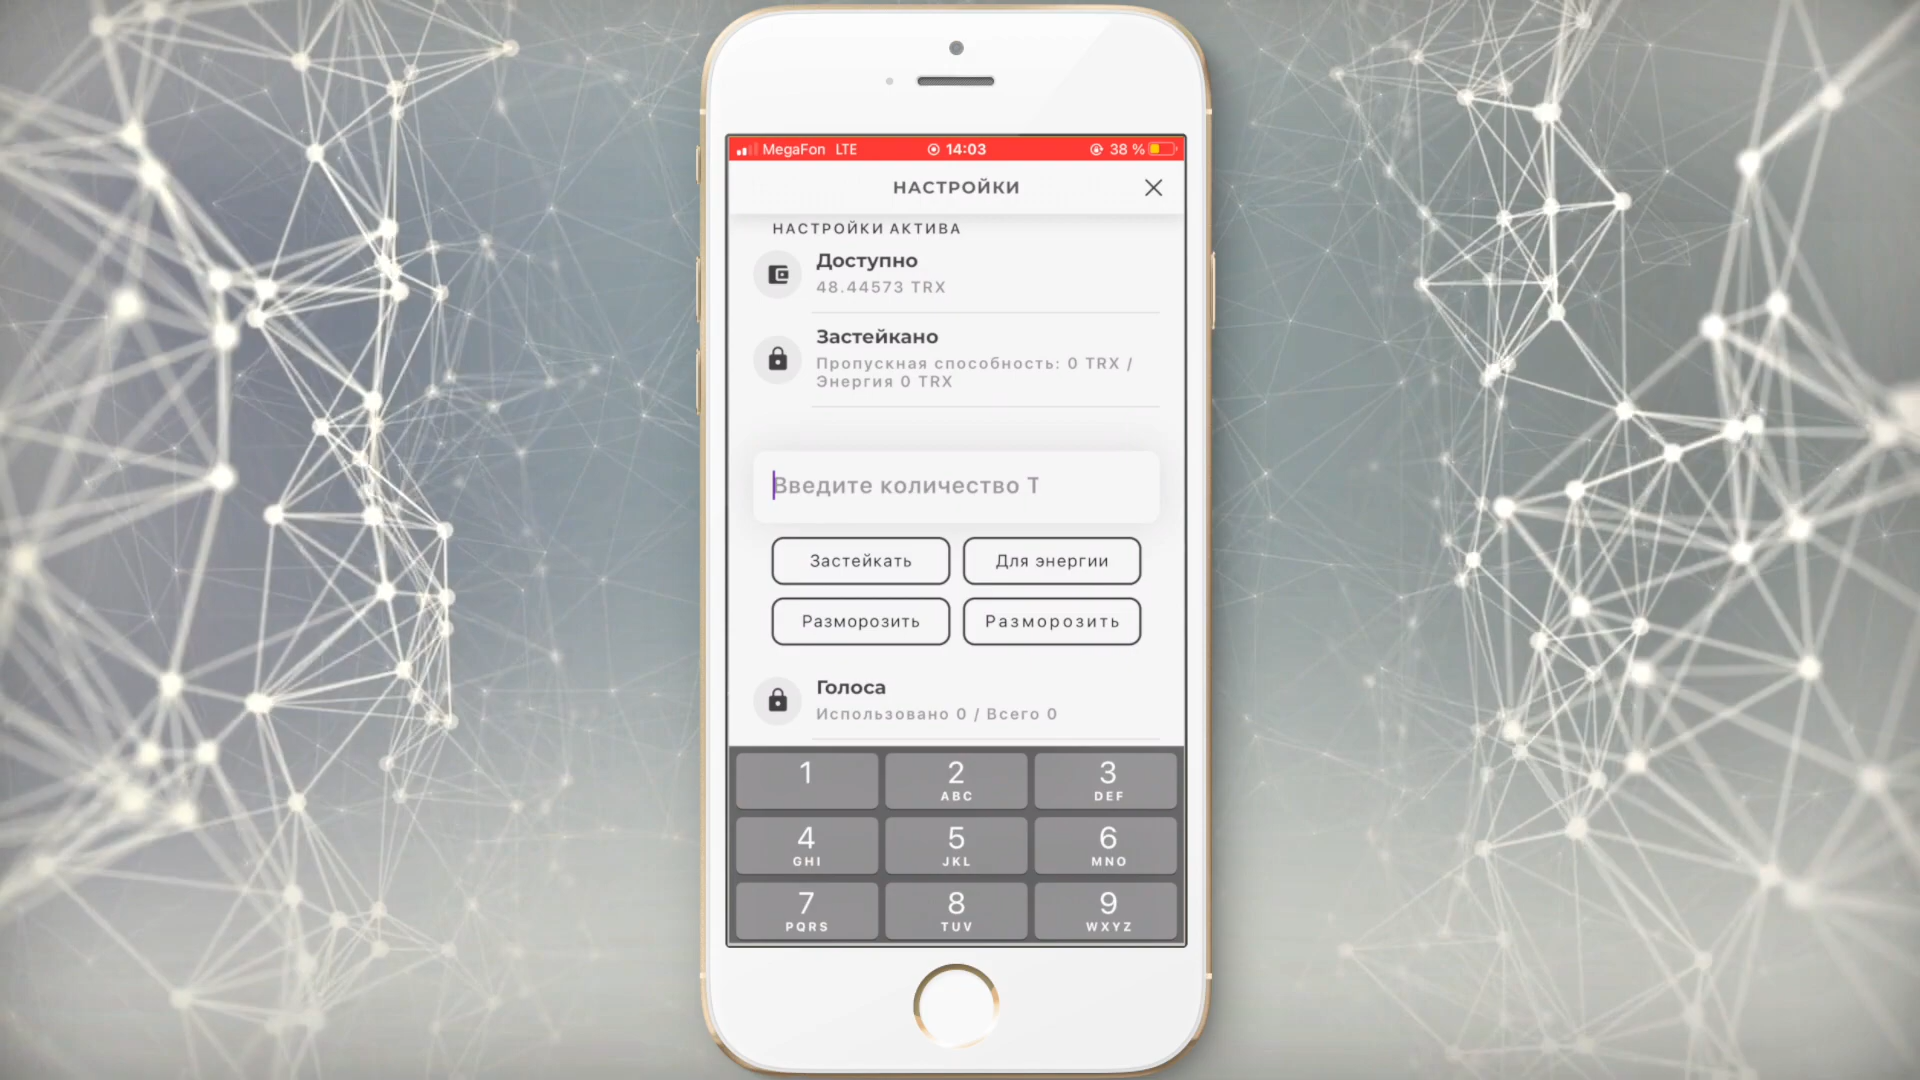 MegaFon LTE 14:03 38 %
НАСТРОЙКИ
НАСТРОЙКИ АКТИВА
Доступно
48.44573 TRX
Застейкано
Пропускная способность: 0 TRX /
Энергия 0 TRX
Введите количество T
Застейкать Для энергии
Разморозить Разморозить
Голоса
Использовано 0 / Всего 0
1 2 3
ABC DEF
4 5 6
GHI JKL MNO
7 8 9
PQRS TUV WXYZ